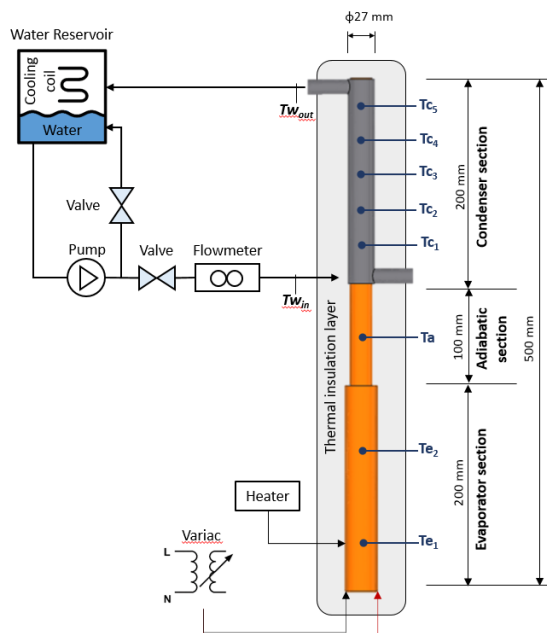 Water Reservoir
Cooling
coil
Water
Valve
Pump
Valve
Flowmeter
Tw_out
Tw_in
ϕ27 mm
Tc5
Tc4
Tc3
Tc2
Tc1
Ta
Te2
Te1
Thermal insulation layer
200 mm
Condenser section
100 mm
Adiabatic
section
500 mm
200 mm
Evaporator section
Heater
Variac
L
N